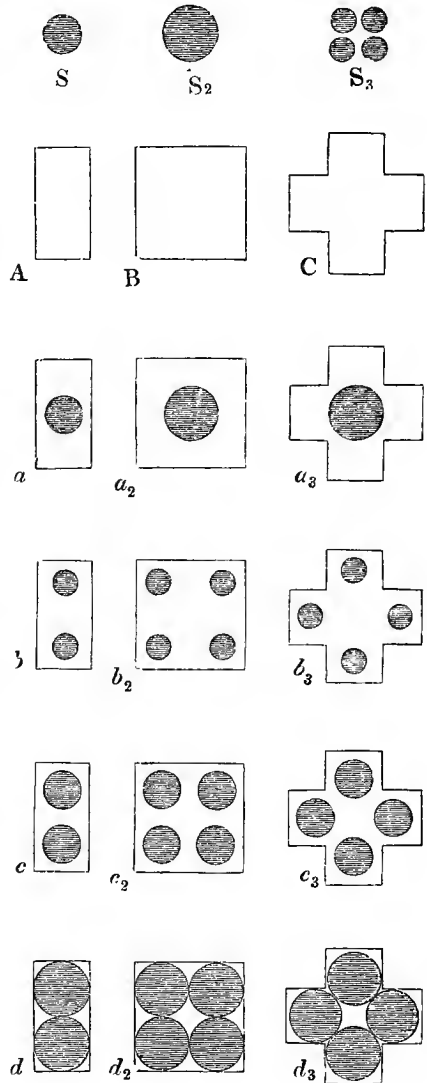 S S₂ S₃
A B C
a a₂ a₃
b b₂ b₃
c c₂ c₃
d d₂ d₃